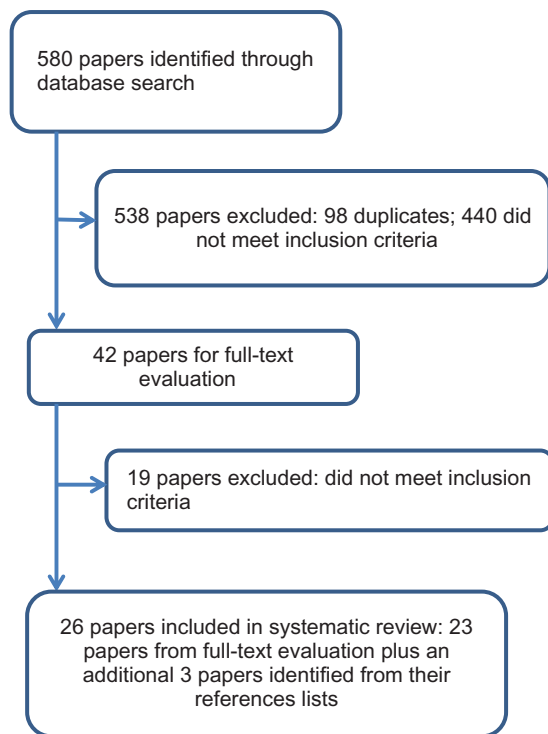 580 papers identified through
database search
538 papers excluded: 98 duplicates; 440 did
not meet inclusion criteria
42 papers for full-text
evaluation
19 papers excluded: did not meet inclusion
criteria
26 papers included in systematic review: 23
papers from full-text evaluation plus an
additional 3 papers identified from their
references lists